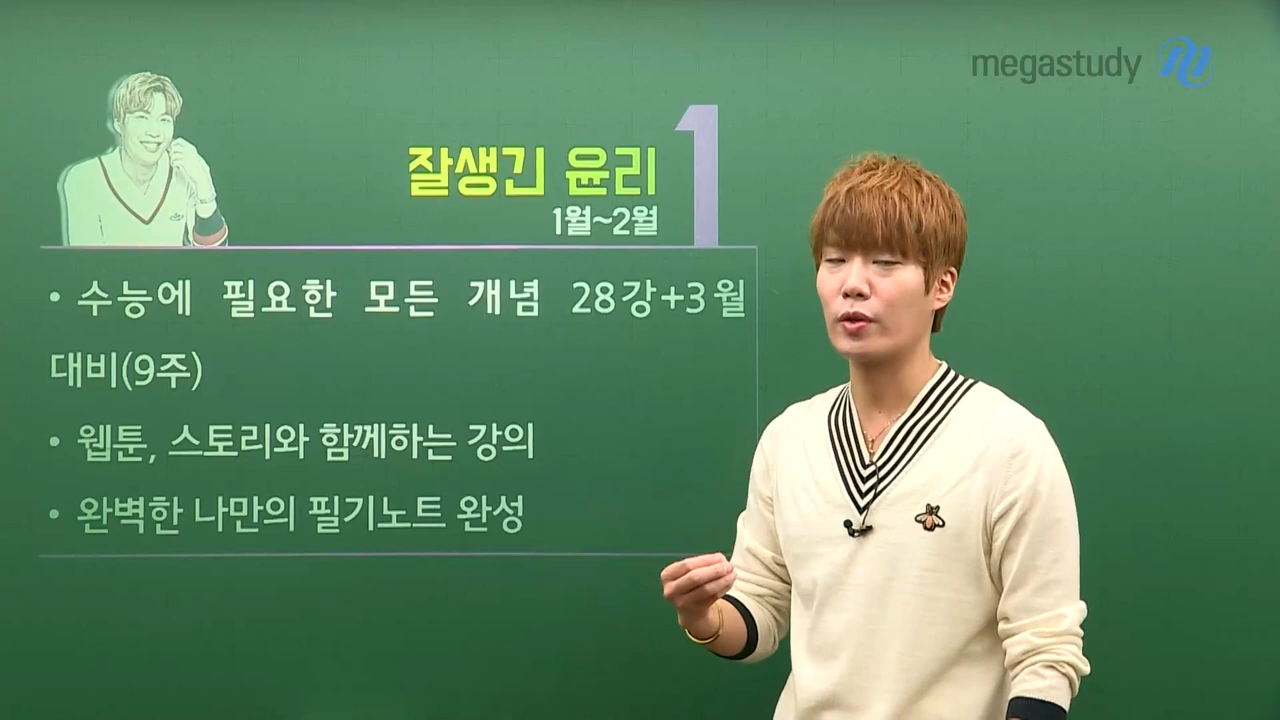 megastudy
잘생긴 윤리 1
1월~2월
• 수능에 필요한 모든 개념 28강+3월
대비(9주)
• 웹툰, 스토리와 함께하는 강의
• 완벽한 나만의 필기노트 완성